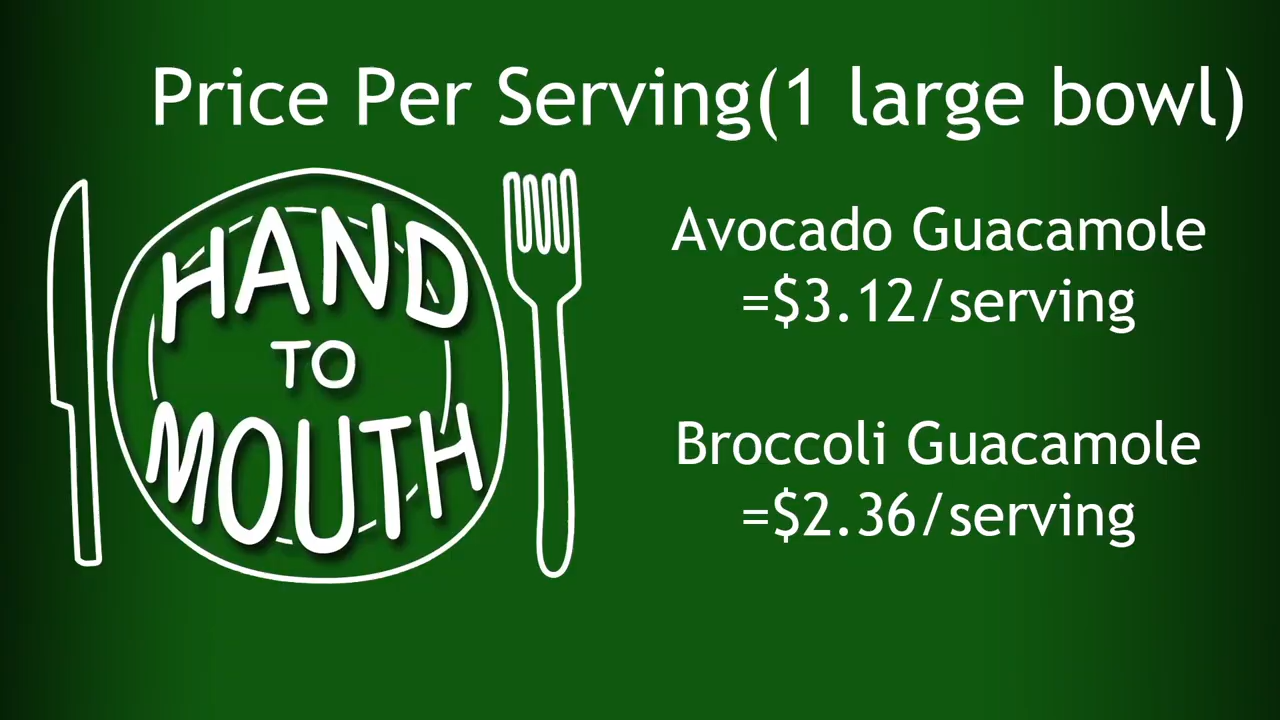 Price Per Serving(1 large bowl)
HAND
TO
MOUTH
Avocado Guacamole
=$3.12/serving
Broccoli Guacamole
=$2.36/serving